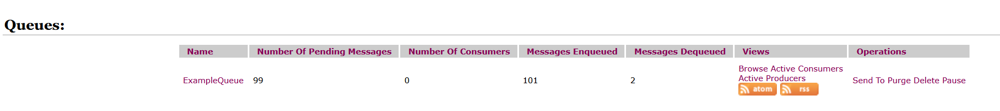 Queues:
Name Number Of Pending Messages Number Of Consumers Messages Enqueued Messages Dequeued Views Operations
ExampleQueue 99 0 101 2 Browse Active Consumers
Active Producers
atom rss Send To Purge Delete Pause